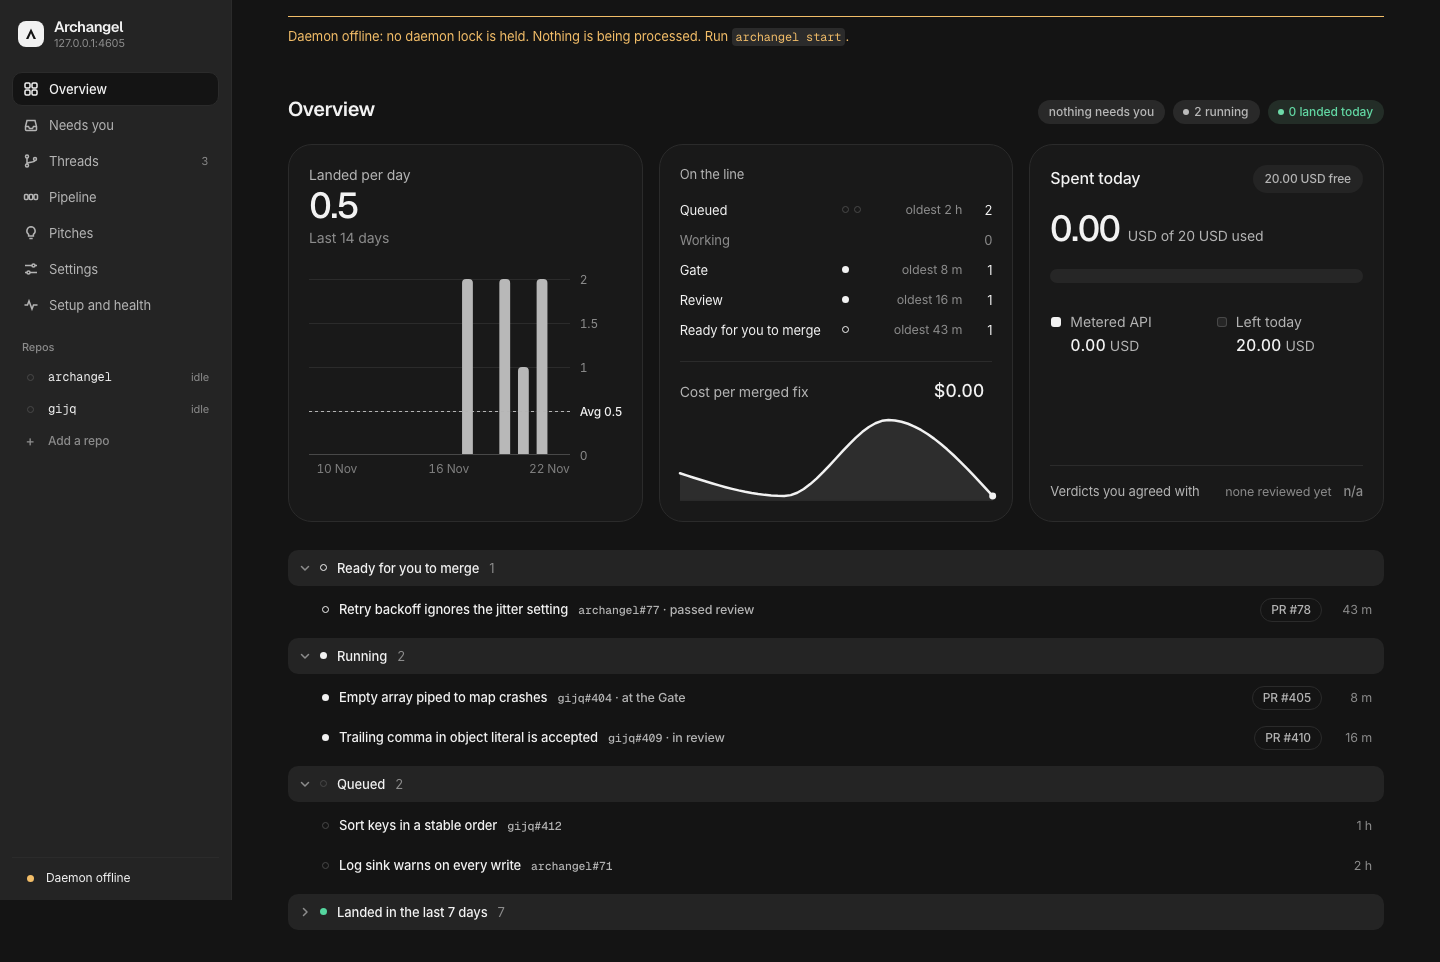 Archangel
127.0.0.1:4605
Overview
Needs you
Threads 3
Pipeline
Pitches
Settings
Setup and health
Repos
archangel idle
gijq idle
+ Add a repo
Daemon offline
Daemon offline: no daemon lock is held. Nothing is being processed. Run archangel start.
Overview
nothing needs you 2 running 0 landed today
Landed per day
0.5
Last 14 days
2
1.5
1
Avg 0.5
0
10 Nov 16 Nov 22 Nov
On the line
Queued oldest 2 h 2
Working 0
Gate oldest 8 m 1
Review oldest 16 m 1
Ready for you to merge oldest 43 m 1
Cost per merged fix $0.00
Spent today 20.00 USD free
0.00 USD of 20 USD used
Metered API Left today
0.00 USD 20.00 USD
Verdicts you agreed with none reviewed yet n/a
Ready for you to merge 1
Retry backoff ignores the jitter setting archangel#77 · passed review PR #78 43 m
Running 2
Empty array piped to map crashes gijq#404 · at the Gate PR #405 8 m
Trailing comma in object literal is accepted gijq#409 · in review PR #410 16 m
Queued 2
Sort keys in a stable order gijq#412 1 h
Log sink warns on every write archangel#71 2 h
Landed in the last 7 days 7